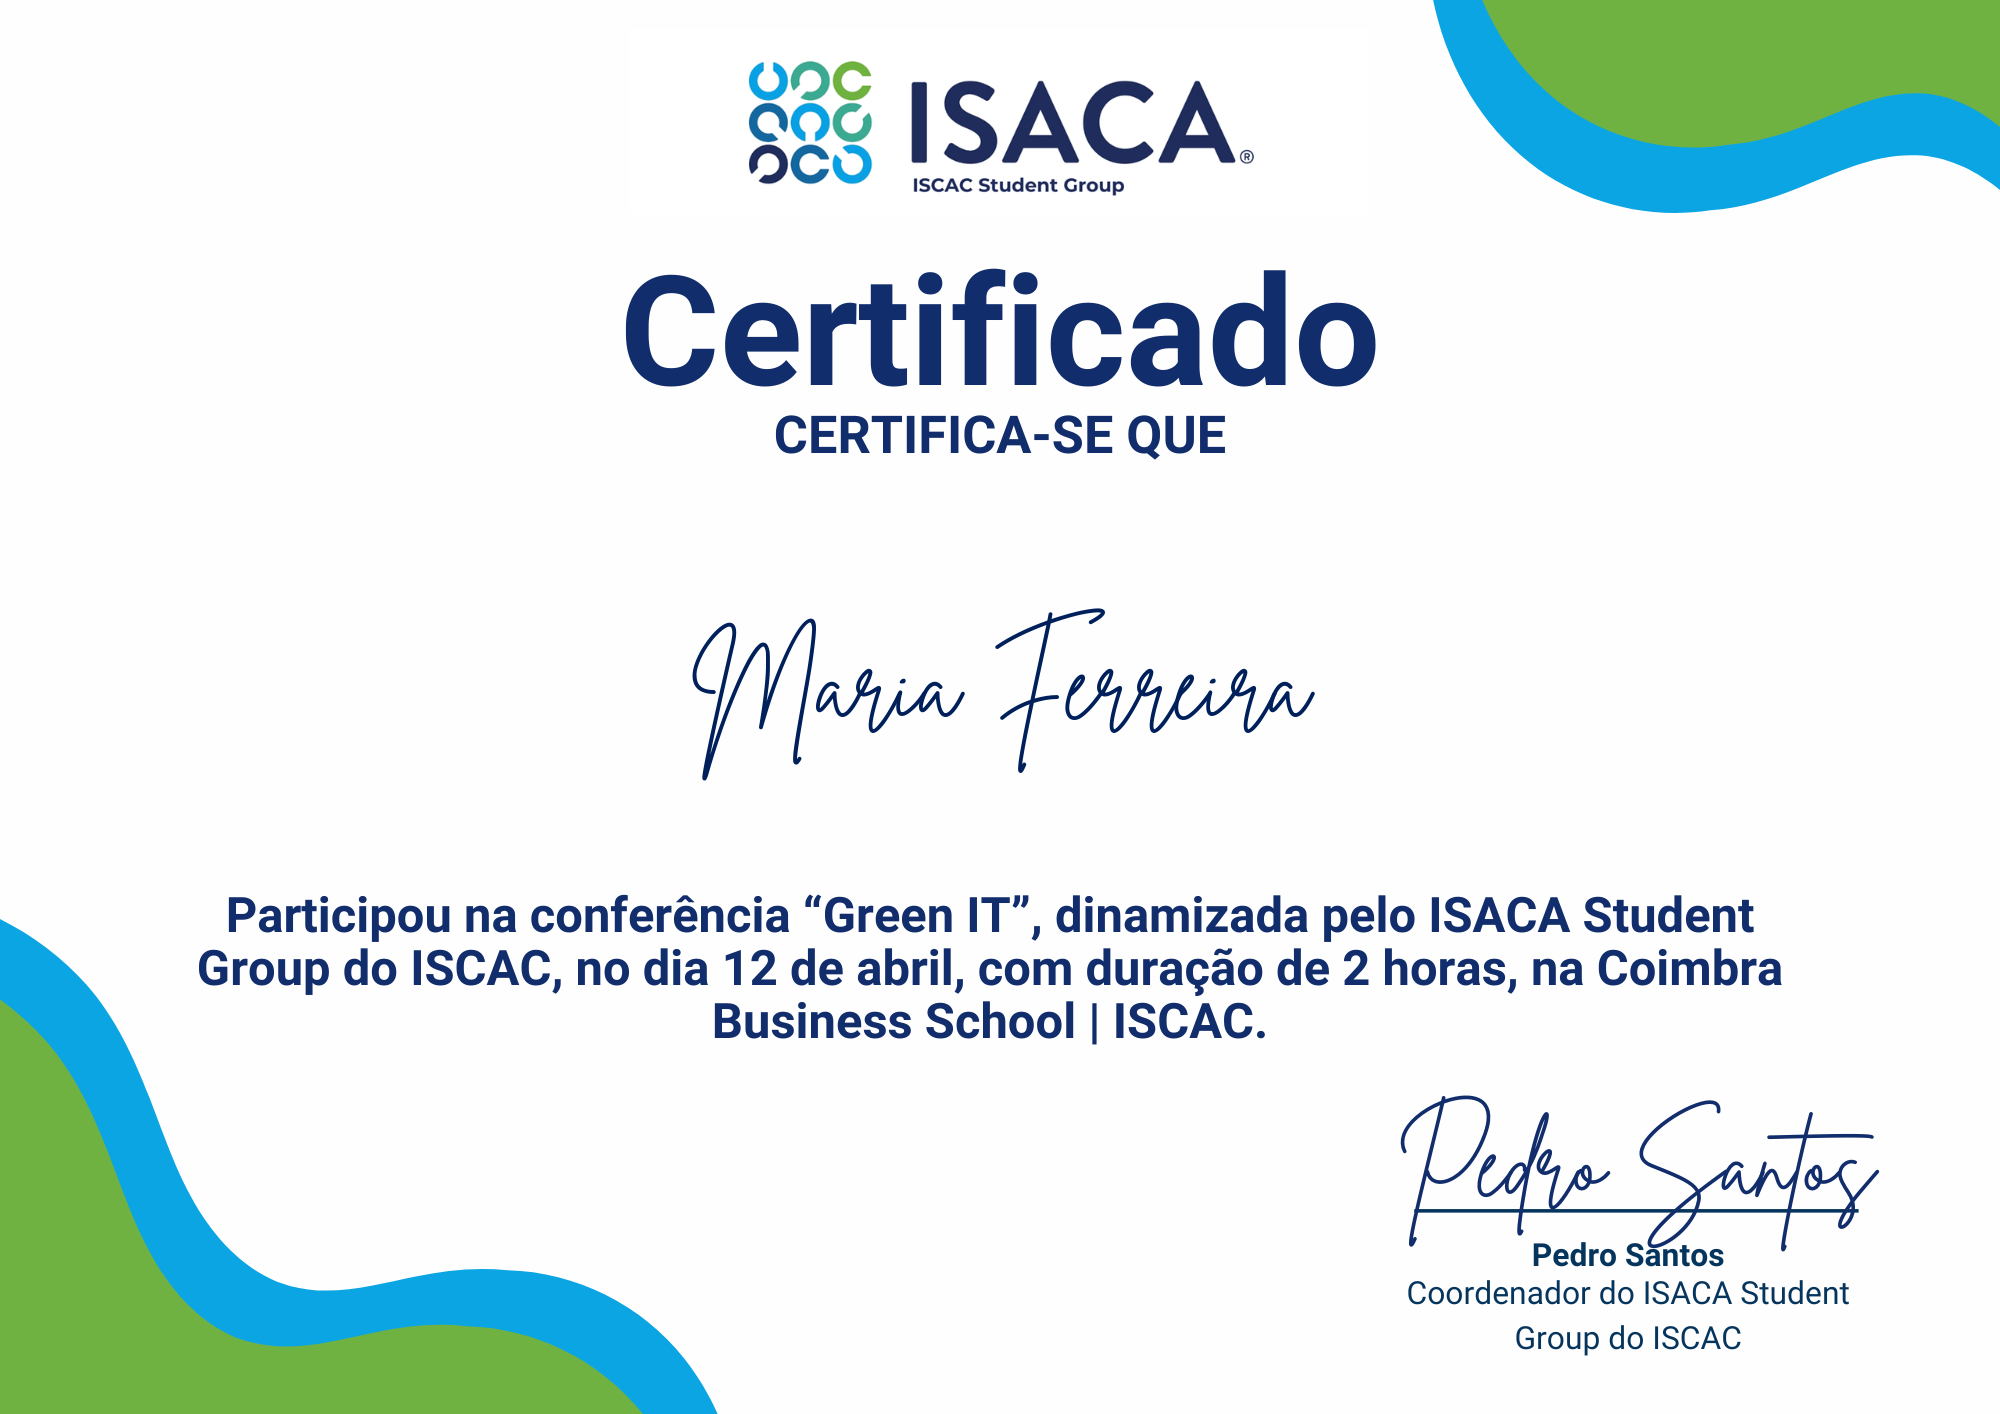 ISACA®
ISCAC Student Group
Certificado
CERTIFICA-SE QUE
Maria Ferreira
Participou na conferência “Green IT”, dinamizada pelo ISACA Student
Group do ISCAC, no dia 12 de abril, com duração de 2 horas, na Coimbra
Business School | ISCAC.
Pedro Santos
Pedro Santos
Coordenador do ISACA Student
Group do ISCAC